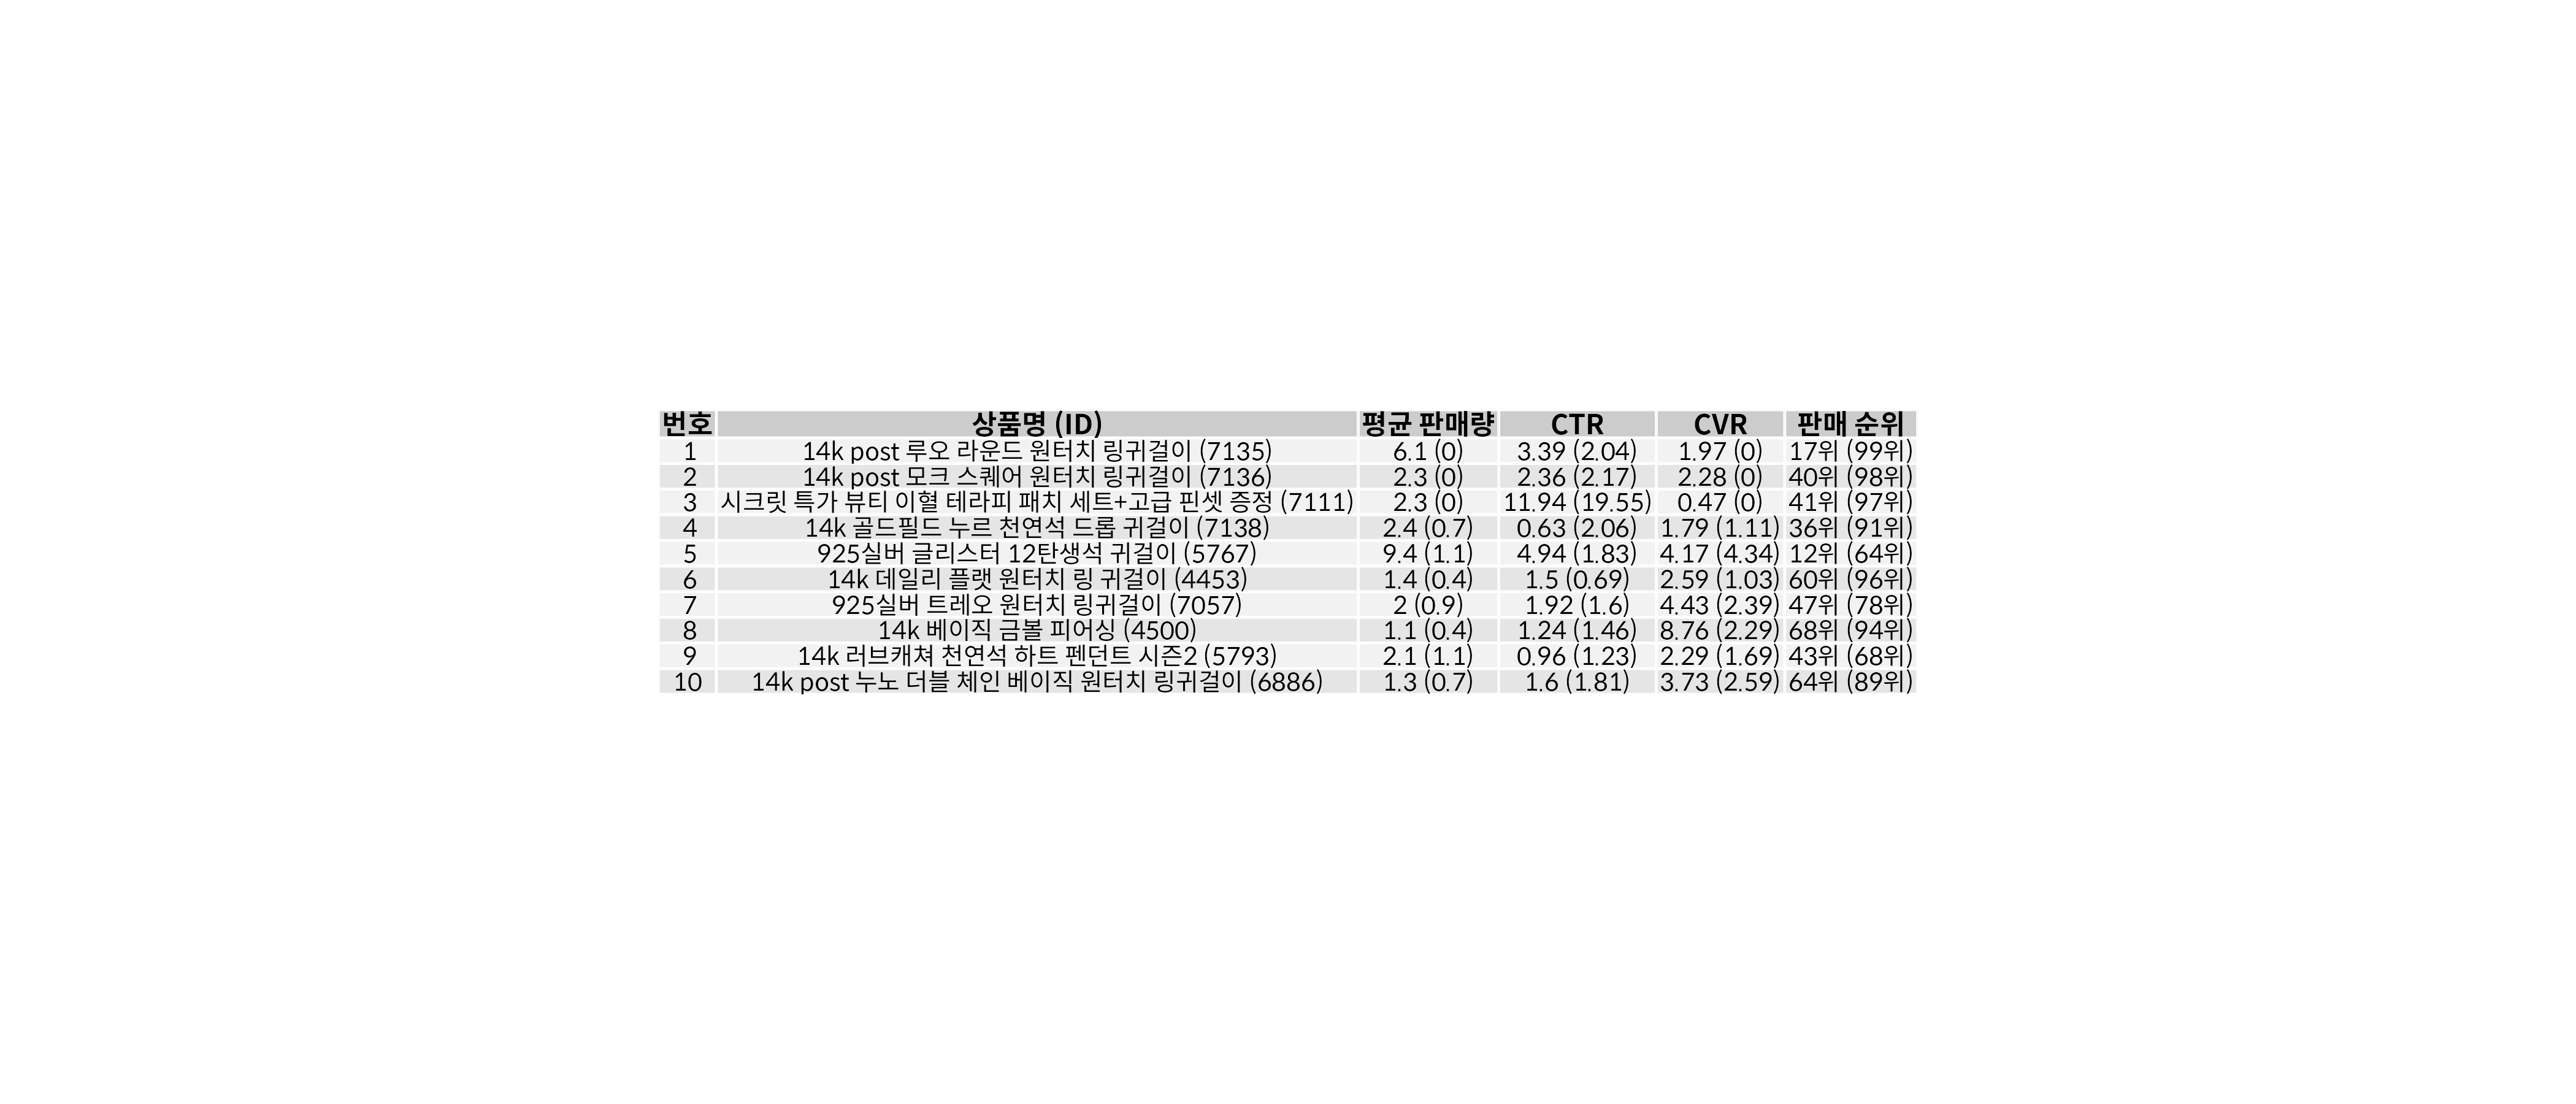 번호 상품명 (ID) 평균 판매량 CTR CVR 판매 순위
1 14k post 루오 라운드 원터치 링귀걸이 (7135) 6.1 (0) 3.39 (2.04) 1.97 (0) 17위 (99위)
2 14k post 모크 스퀘어 원터치 링귀걸이 (7136) 2.3 (0) 2.36 (2.17) 2.28 (0) 40위 (98위)
3 시크릿 특가 뷰티 이혈 테라피 패치 세트+고급 핀셋 증정 (7111) 2.3 (0) 11.94 (19.55) 0.47 (0) 41위 (97위)
4 14k 골드필드 누르 천연석 드롭 귀걸이 (7138) 2.4 (0.7) 0.63 (2.06) 1.79 (1.11) 36위 (91위)
5 925실버 글리스터 12탄생석 귀걸이 (5767) 9.4 (1.1) 4.94 (1.83) 4.17 (4.34) 12위 (64위)
6 14k 데일리 플랫 원터치 링 귀걸이 (4453) 1.4 (0.4) 1.5 (0.69) 2.59 (1.03) 60위 (96위)
7 925실버 트레오 원터치 링귀걸이 (7057) 2 (0.9) 1.92 (1.6) 4.43 (2.39) 47위 (78위)
8 14k 베이직 금볼 피어싱 (4500) 1.1 (0.4) 1.24 (1.46) 8.76 (2.29) 68위 (94위)
9 14k 러브캐쳐 천연석 하트 펜던트 시즌2 (5793) 2.1 (1.1) 0.96 (1.23) 2.29 (1.69) 43위 (68위)
10 14k post 누노 더블 체인 베이직 원터치 링귀걸이 (6886) 1.3 (0.7) 1.6 (1.81) 3.73 (2.59) 64위 (89위)